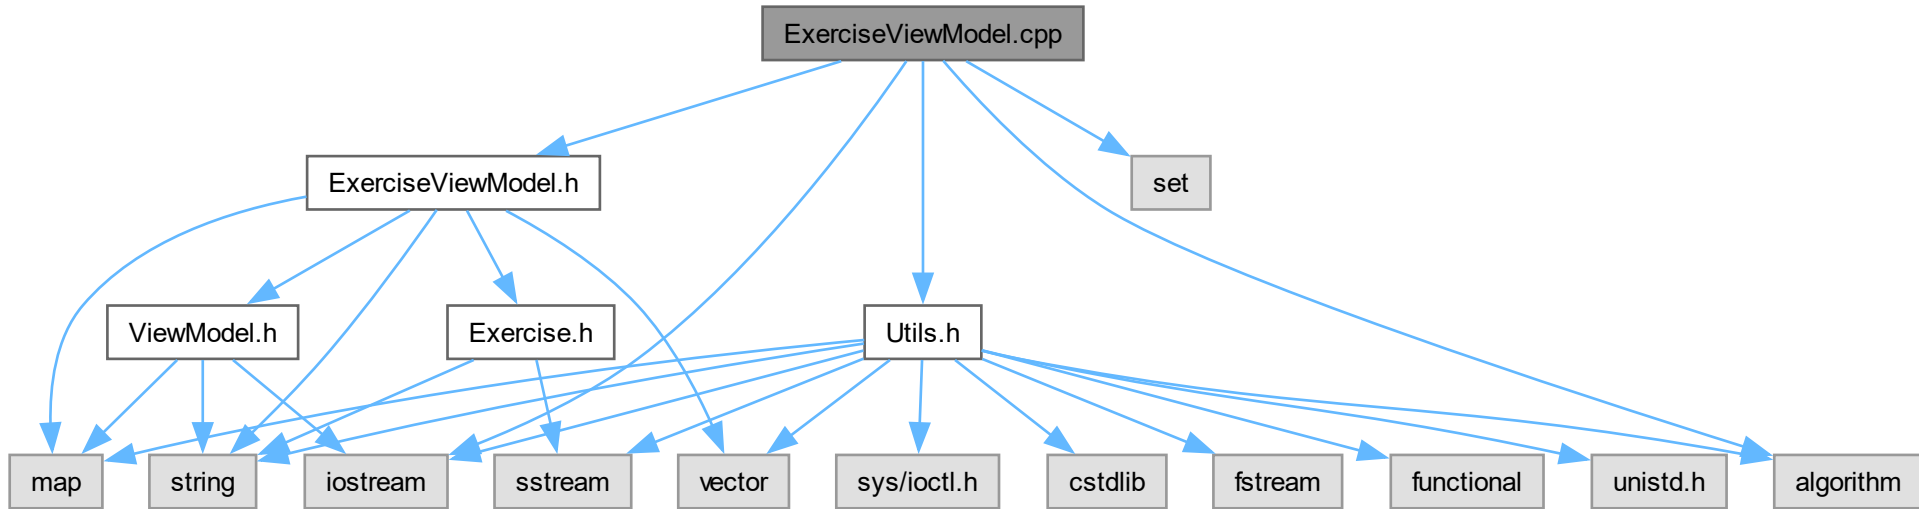 ExerciseViewModel.cpp
ExerciseViewModel.h
set
ViewModel.h
Exercise.h
Utils.h
map
string
iostream
sstream
vector
sys/ioctl.h
cstdlib
fstream
functional
unistd.h
algorithm